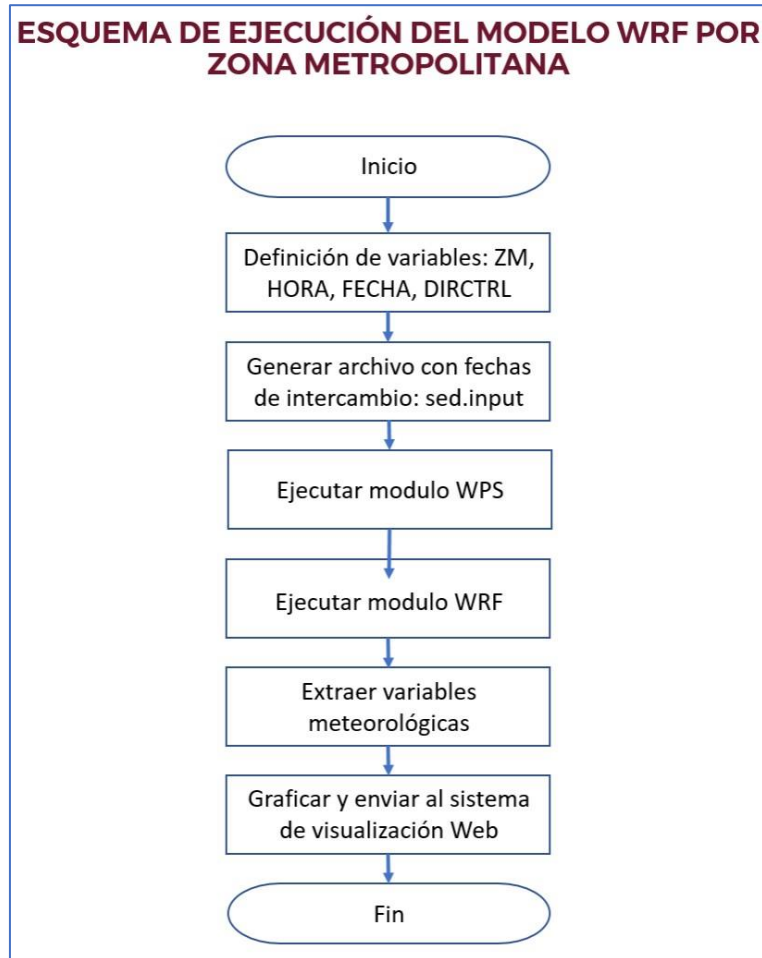 ESQUEMA DE EJECUCIÓN DEL MODELO WRF POR
ZONA METROPOLITANA
Inicio
Definición de variables: ZM,
HORA, FECHA, DIRCTRL
Generar archivo con fechas
de intercambio: sed.input
Ejecutar modulo WPS
Ejecutar modulo WRF
Extraer variables
meteorológicas
Graficar y enviar al sistema
de visualización Web
Fin